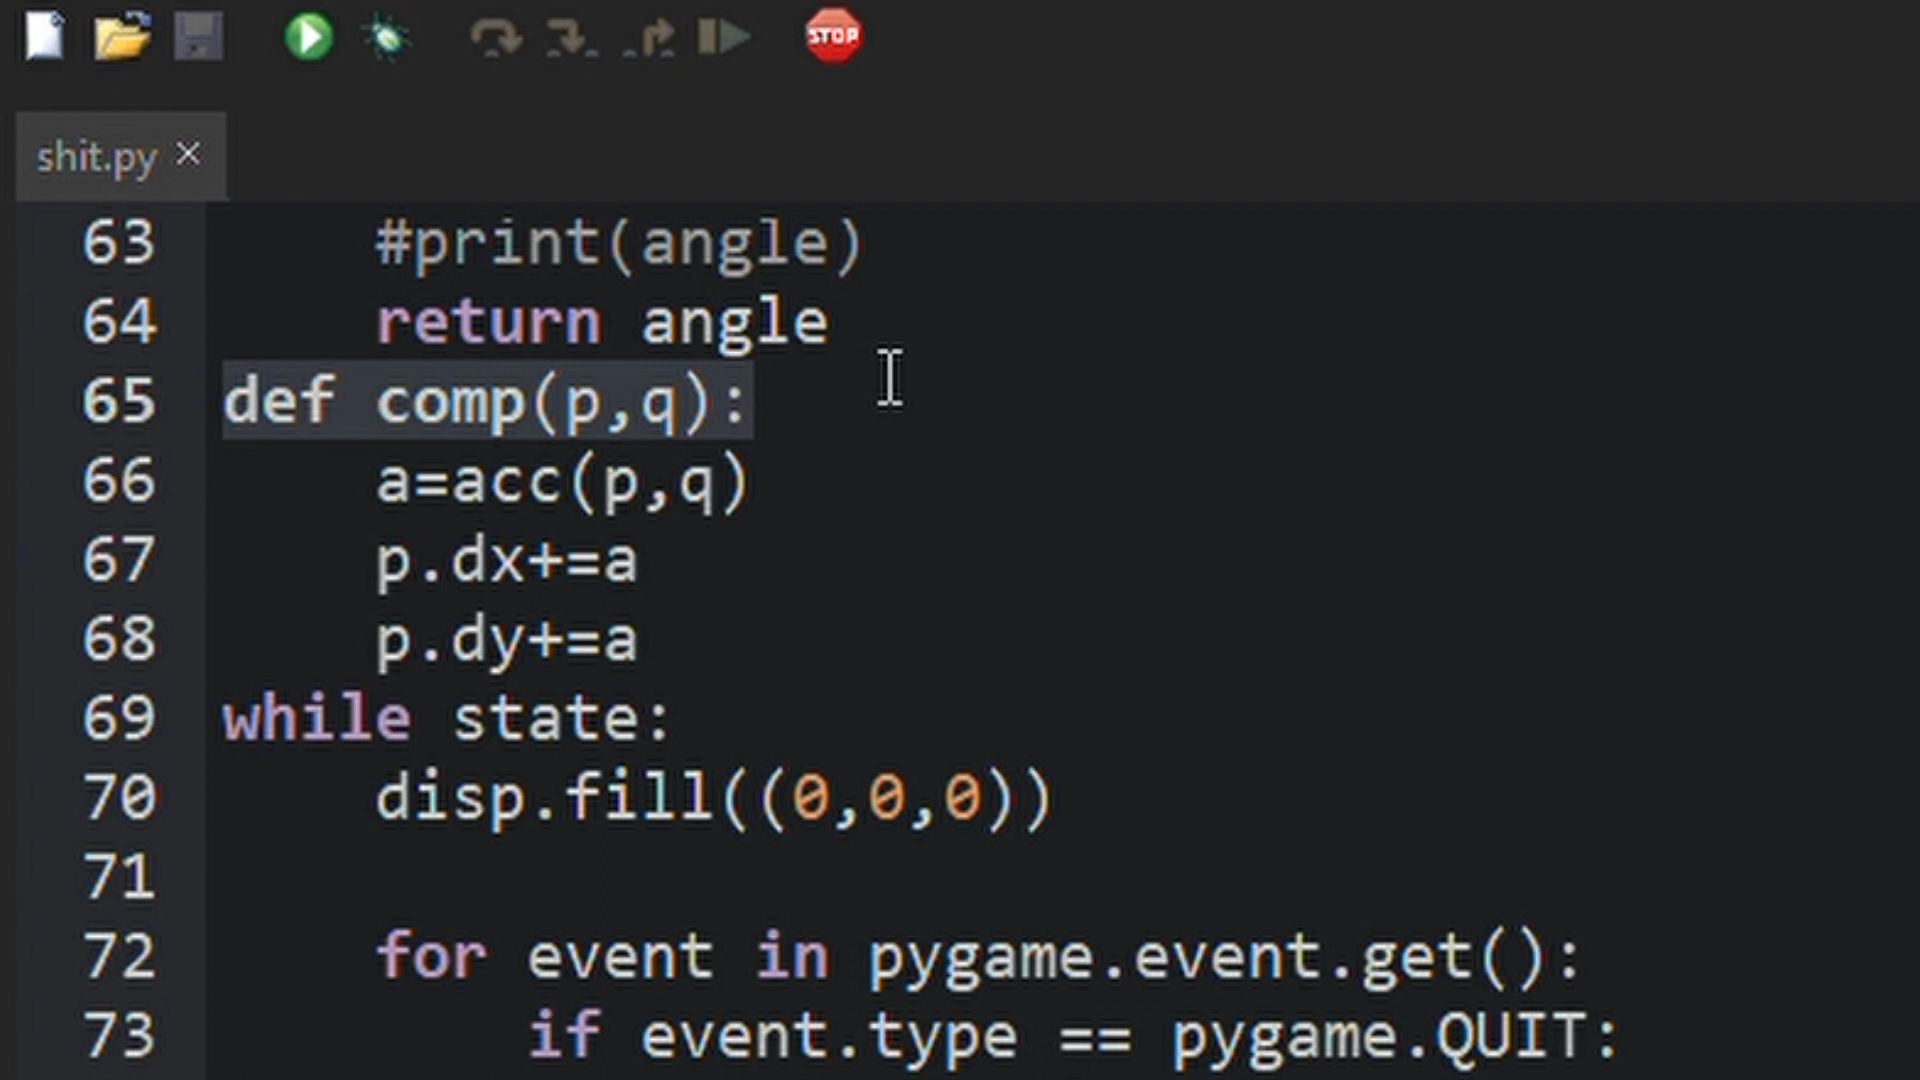 STOP
shit.py ×
63 #print(angle)
64 return angle
65 def comp(p,q):
66 a=acc(p,q)
67 p.dx+=a
68 p.dy+=a
69 while state:
70 disp.fill((0,0,0))
71
72 for event in pygame.event.get():
73 if event.type == pygame.QUIT: